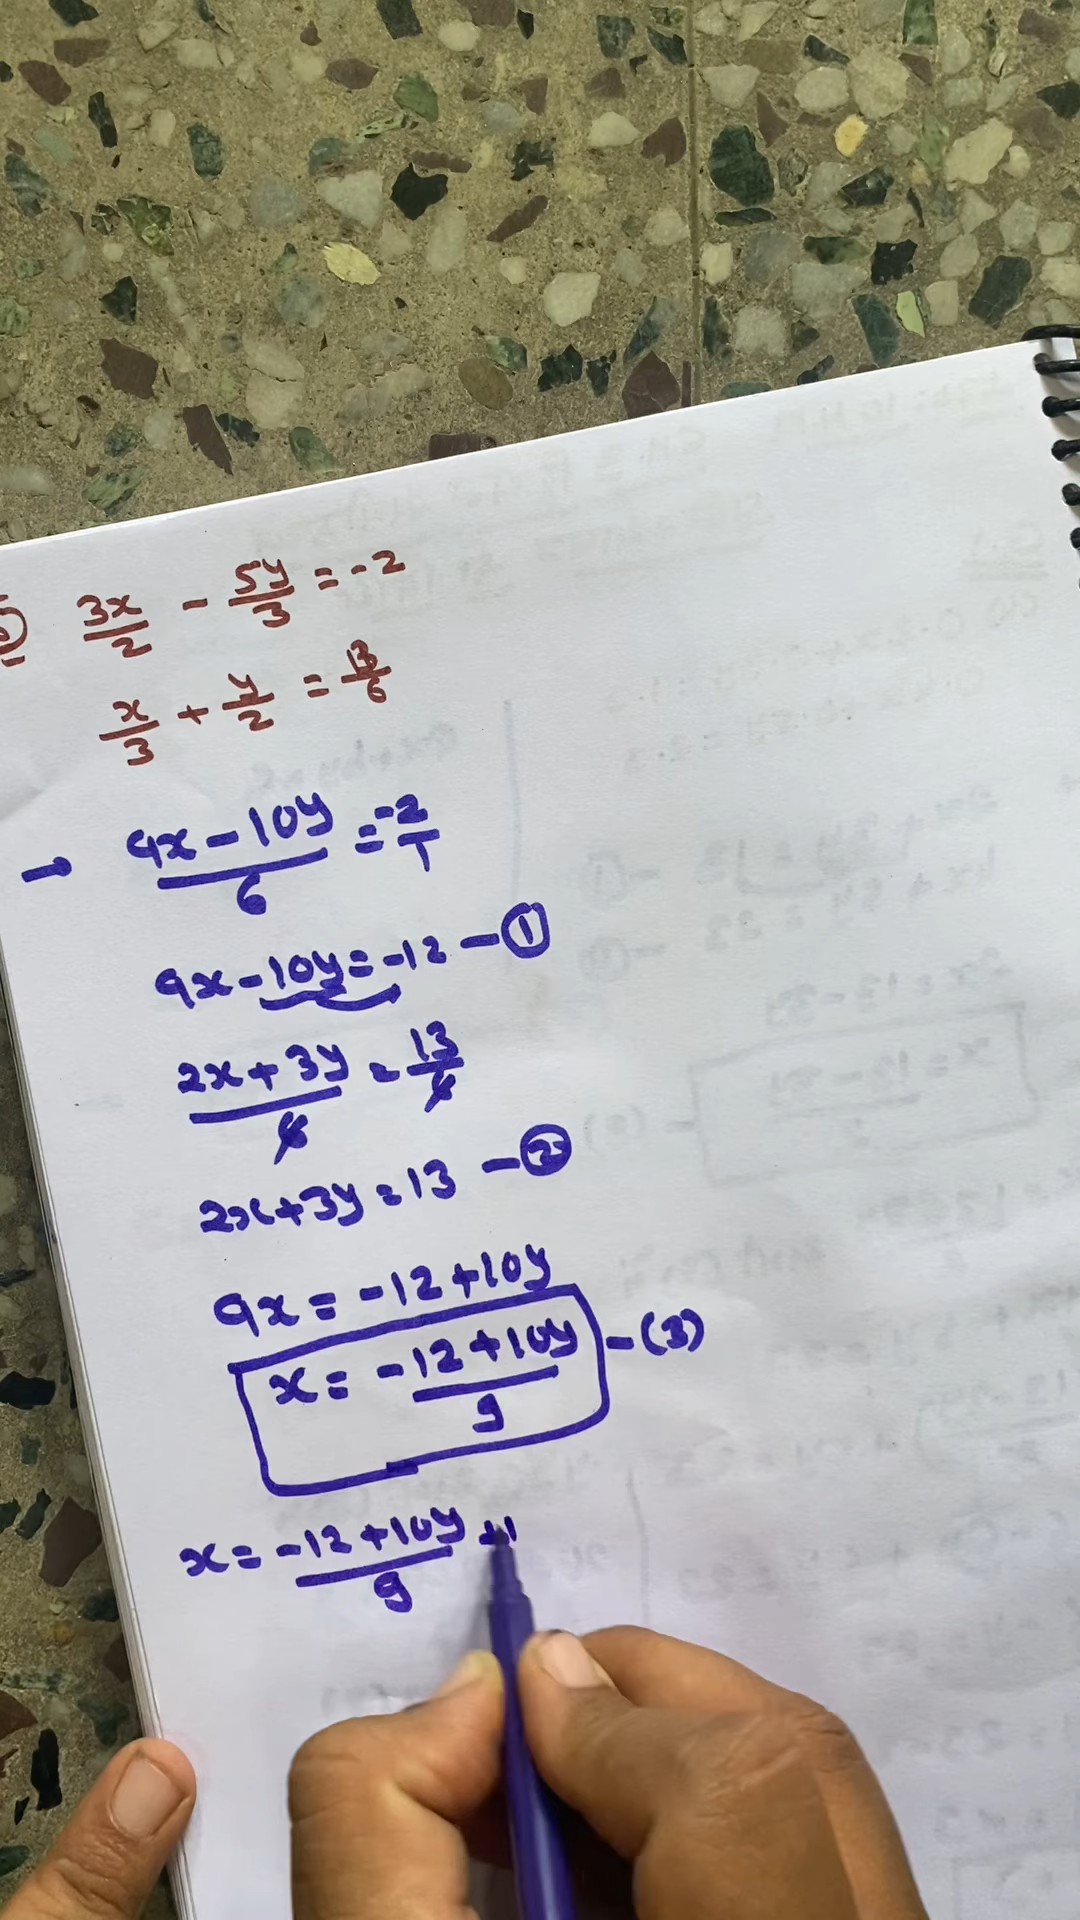 3x/2 - 5y/3 = -2
x/3 + y/2 = 13/6
→ 9x - 10y/6 = -2/1
9x - 10y = -12 - ①
2x + 3y/6 = 13/6
2x + 3y = 13 - ②
9x = -12 + 10y
x = -12 + 10y/9 - (3)
x = -12 + 10y/9